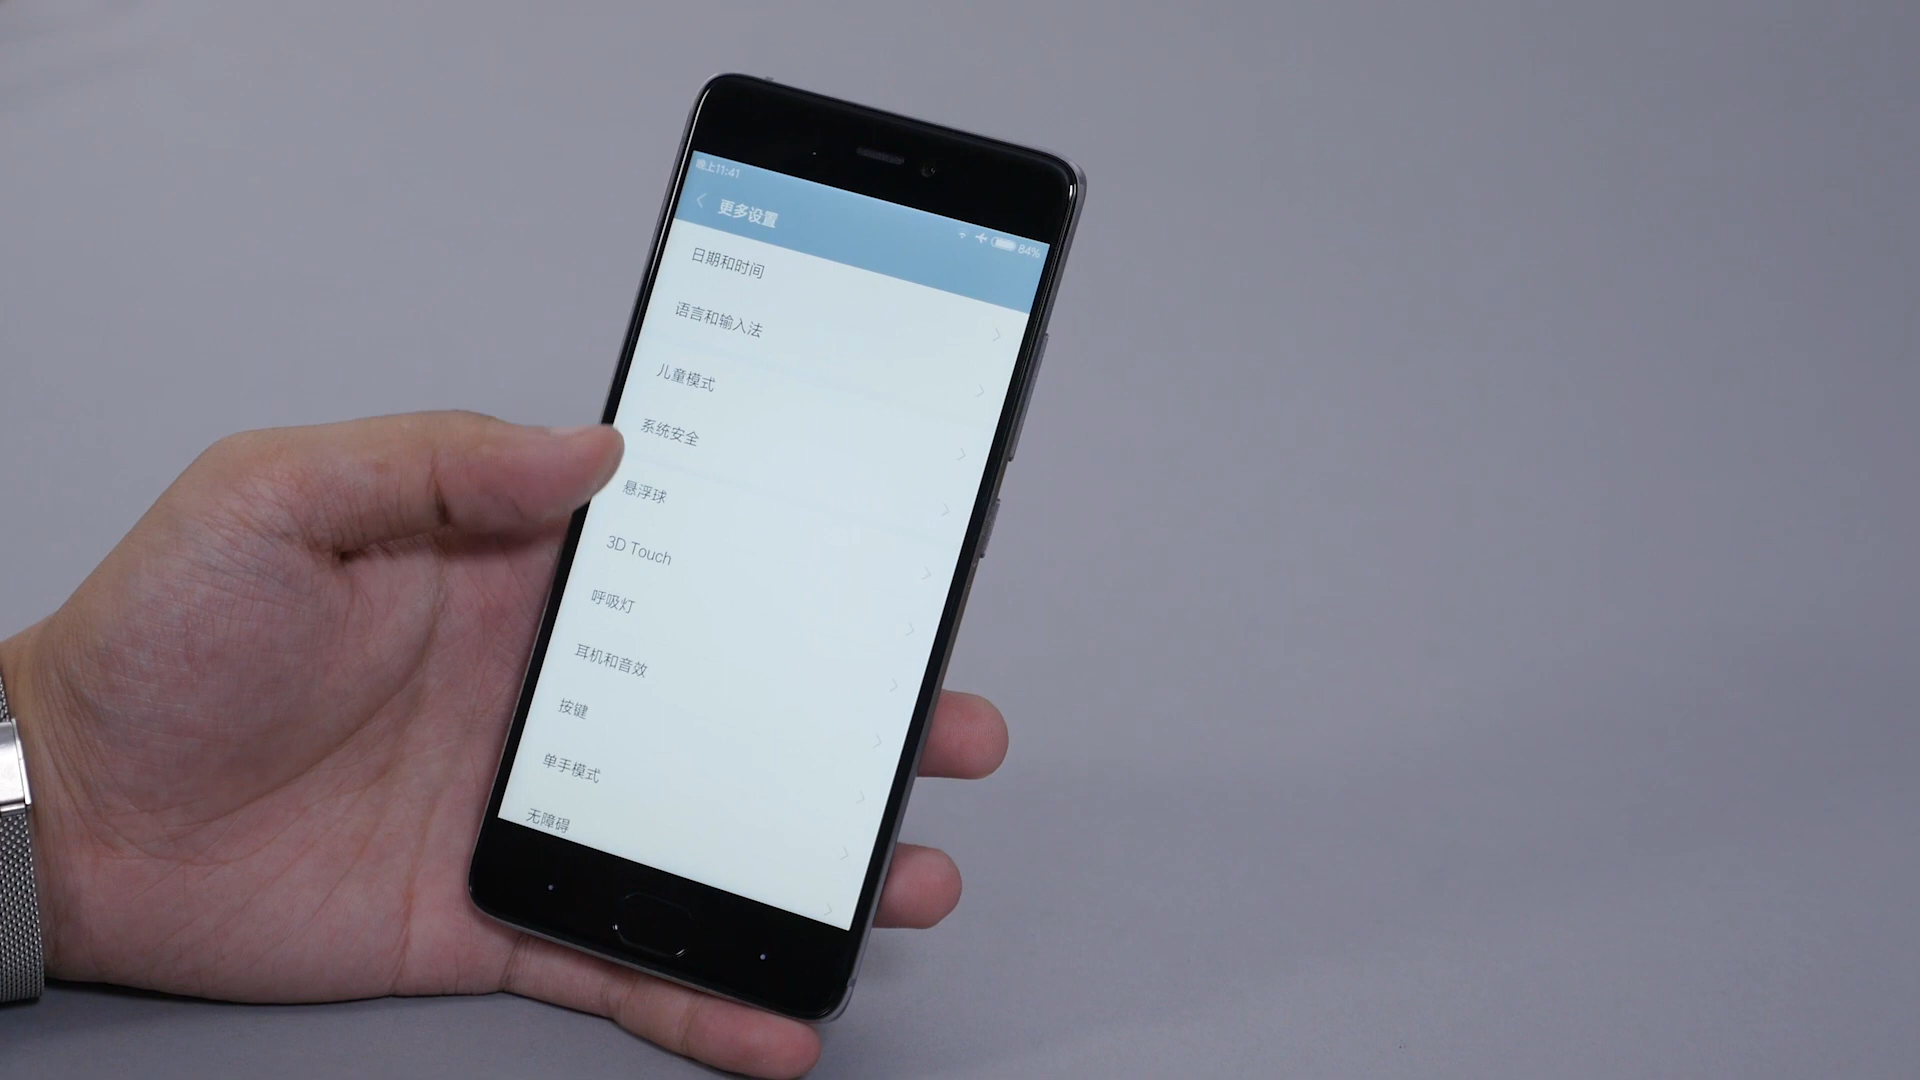 晚上11:41
84%
更多设置
日期和时间
语言和输入法
儿童模式
系统安全
悬浮球
3D Touch
呼吸灯
耳机和音效
按键
单手模式
无障碍